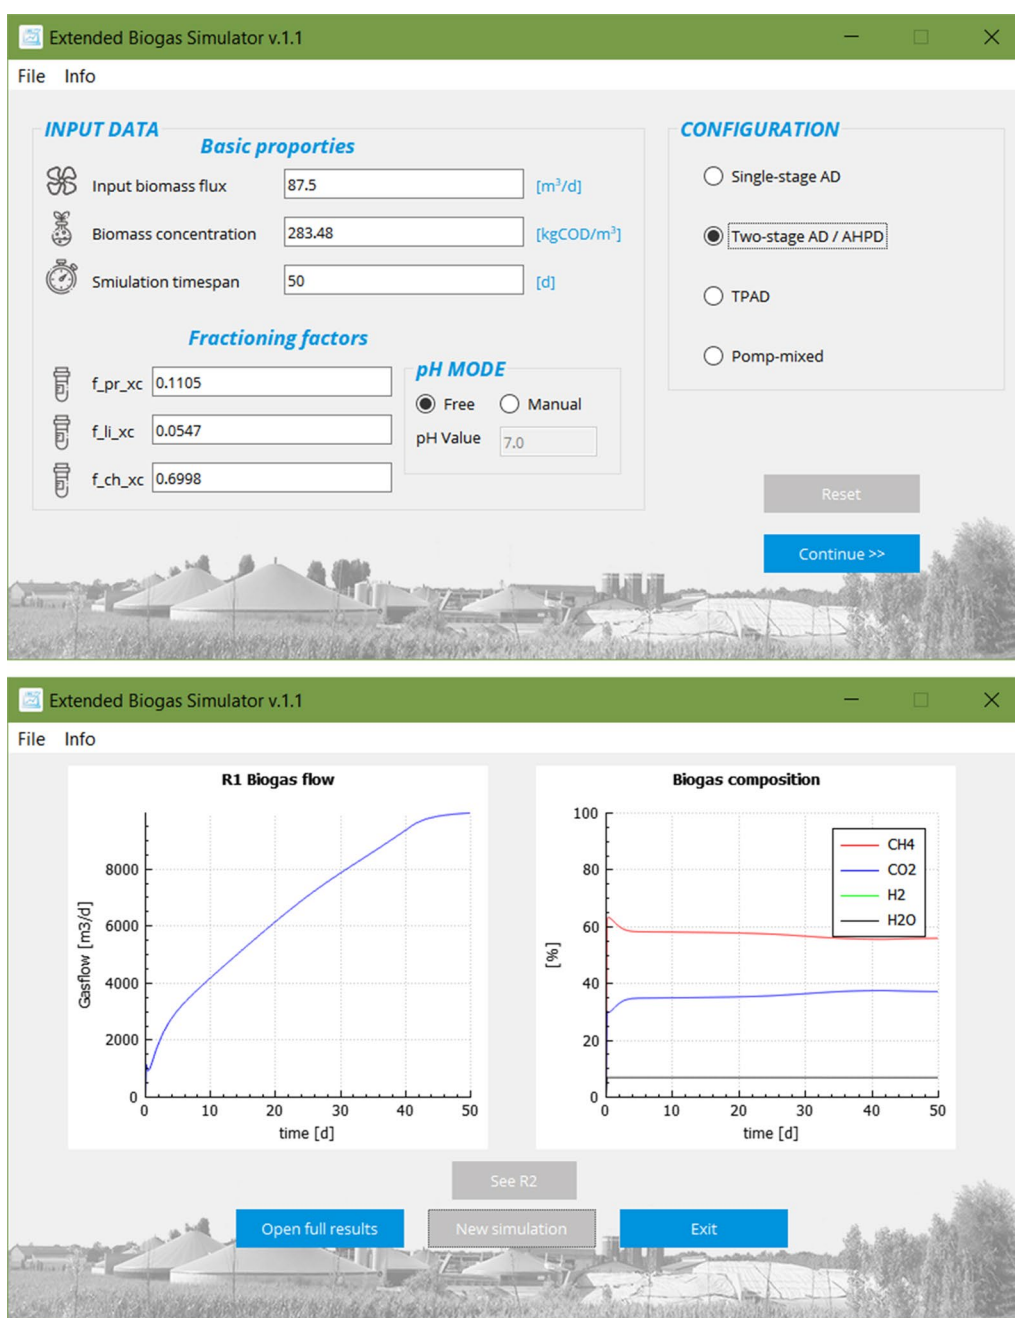 Extended Biogas Simulator v.1.1
File Info
INPUT DATA
Basic proporties
Input biomass flux 87.5 [m³/d]
Biomass concentration 283.48 [kgCOD/m³]
Smiulation timespan 50 [d]
Fractioning factors
f_pr_xc 0.1105
f_li_xc 0.0547
f_ch_xc 0.6998
pH MODE
Free Manual
pH Value 7.0
CONFIGURATION
Single-stage AD
Two-stage AD / AHPD
TPAD
Pomp-mixed
Reset
Continue >>
Extended Biogas Simulator v.1.1
File Info
R1 Biogas flow
Gasflow [m3/d]
8000
6000
4000
2000
0
0 10 20 30 40 50
time [d]
Biogas composition
[%]
100
80
60
40
20
0
CH4
CO2
H2
H2O
0 10 20 30 40 50
time [d]
See R2
Open full results New simulation Exit